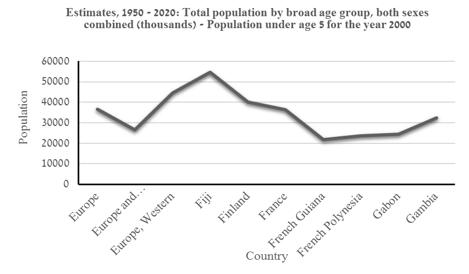 Estimates, 1950 - 2020: Total population by broad age group, both sexes
combined (thousands) - Population under age 5 for the year 2000
60000
50000
40000
30000
20000
10000
0
Population
Europe
Europe and...
Europe, Western
Fiji
Finland
France
French Guiana
French Polynesia
Gabon
Gambia
Country